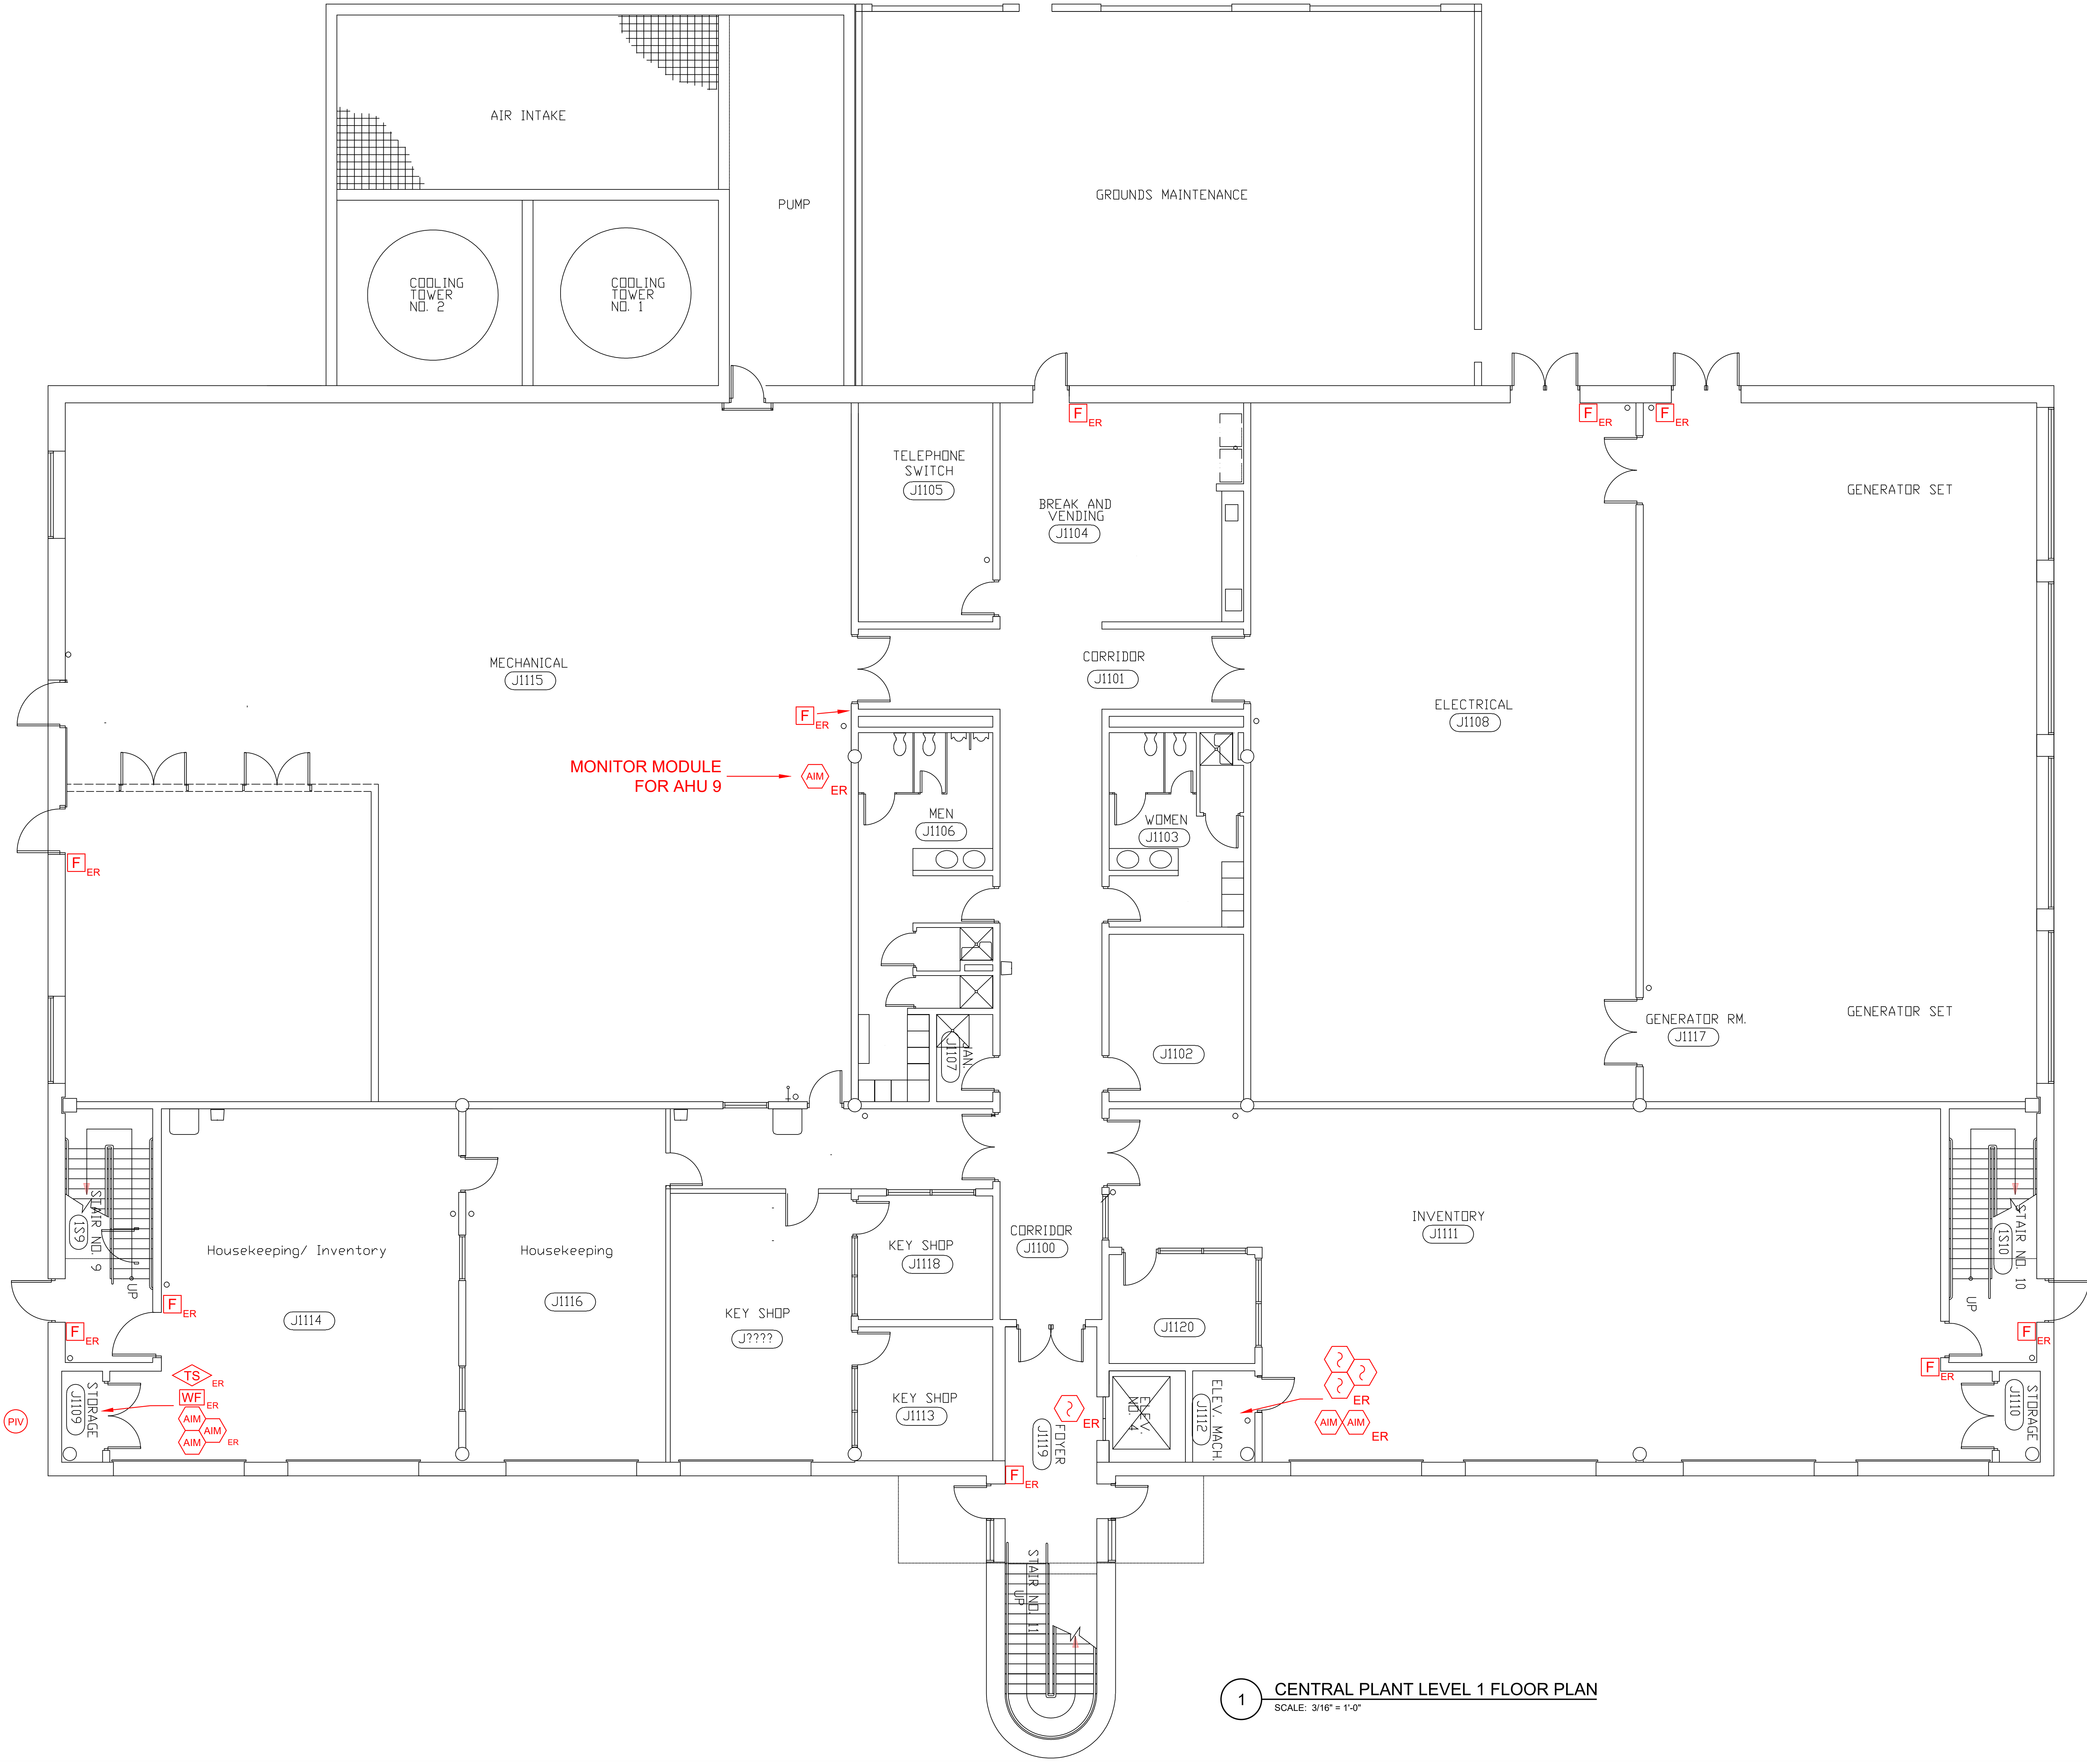 AIR INTAKE
PUMP
GROUNDS MAINTENANCE
COOLING
TOWER
NO. 2
COOLING
TOWER
NO. 1
F
ER
F
ER
F
ER
TELEPHONE
SWITCH
J1105
BREAK AND
VENDING
J1104
GENERATOR SET
MECHANICAL
J1115
CORRIDOR
J1101
ELECTRICAL
J1108
F
ER
MONITOR MODULE
FOR AHU 9
AIM
ER
MEN
J1106
WOMEN
J1103
F
ER
GENERATOR SET
GENERATOR RM.
J1117
JAN.
J1107
J1102
STAIR NO. 9
1S9
UP
Housekeeping/ Inventory
J1114
Housekeeping
J1116
KEY SHOP
J1118
CORRIDOR
J1100
INVENTORY
J1111
STAIR NO. 10
1S10
UP
F
ER
F
ER
KEY SHOP
J????
J1120
F
ER
F
ER
TS
ER
WF
ER
AIM
AIM
AIM
ER
STORAGE
J1109
PIV
KEY SHOP
J1113
FOYER
J1119
ER
ELEV.
NO. 4
ELEV. MACH.
J1112
ER
AIM
AIM
ER
STORAGE
J1110
F
ER
STAIR NO. 11
UP
1
CENTRAL PLANT LEVEL 1 FLOOR PLAN
SCALE: 3/16" = 1'-0"